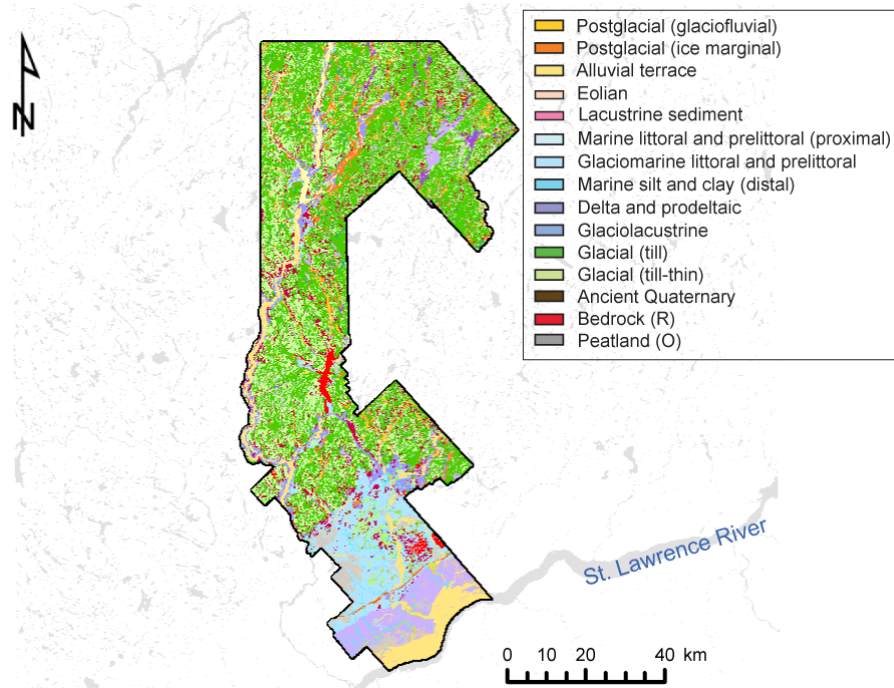 Postglacial (glaciofluvial)
Postglacial (ice marginal)
Alluvial terrace
Eolian
Lacustrine sediment
Marine littoral and prelittoral (proximal)
Glaciomarine littoral and prelittoral
Marine silt and clay (distal)
Delta and prodeltaic
Glaciolacustrine
Glacial (till)
Glacial (till-thin)
Ancient Quaternary
Bedrock (R)
Peatland (O)
N
St. Lawrence River
0 10 20 40 km